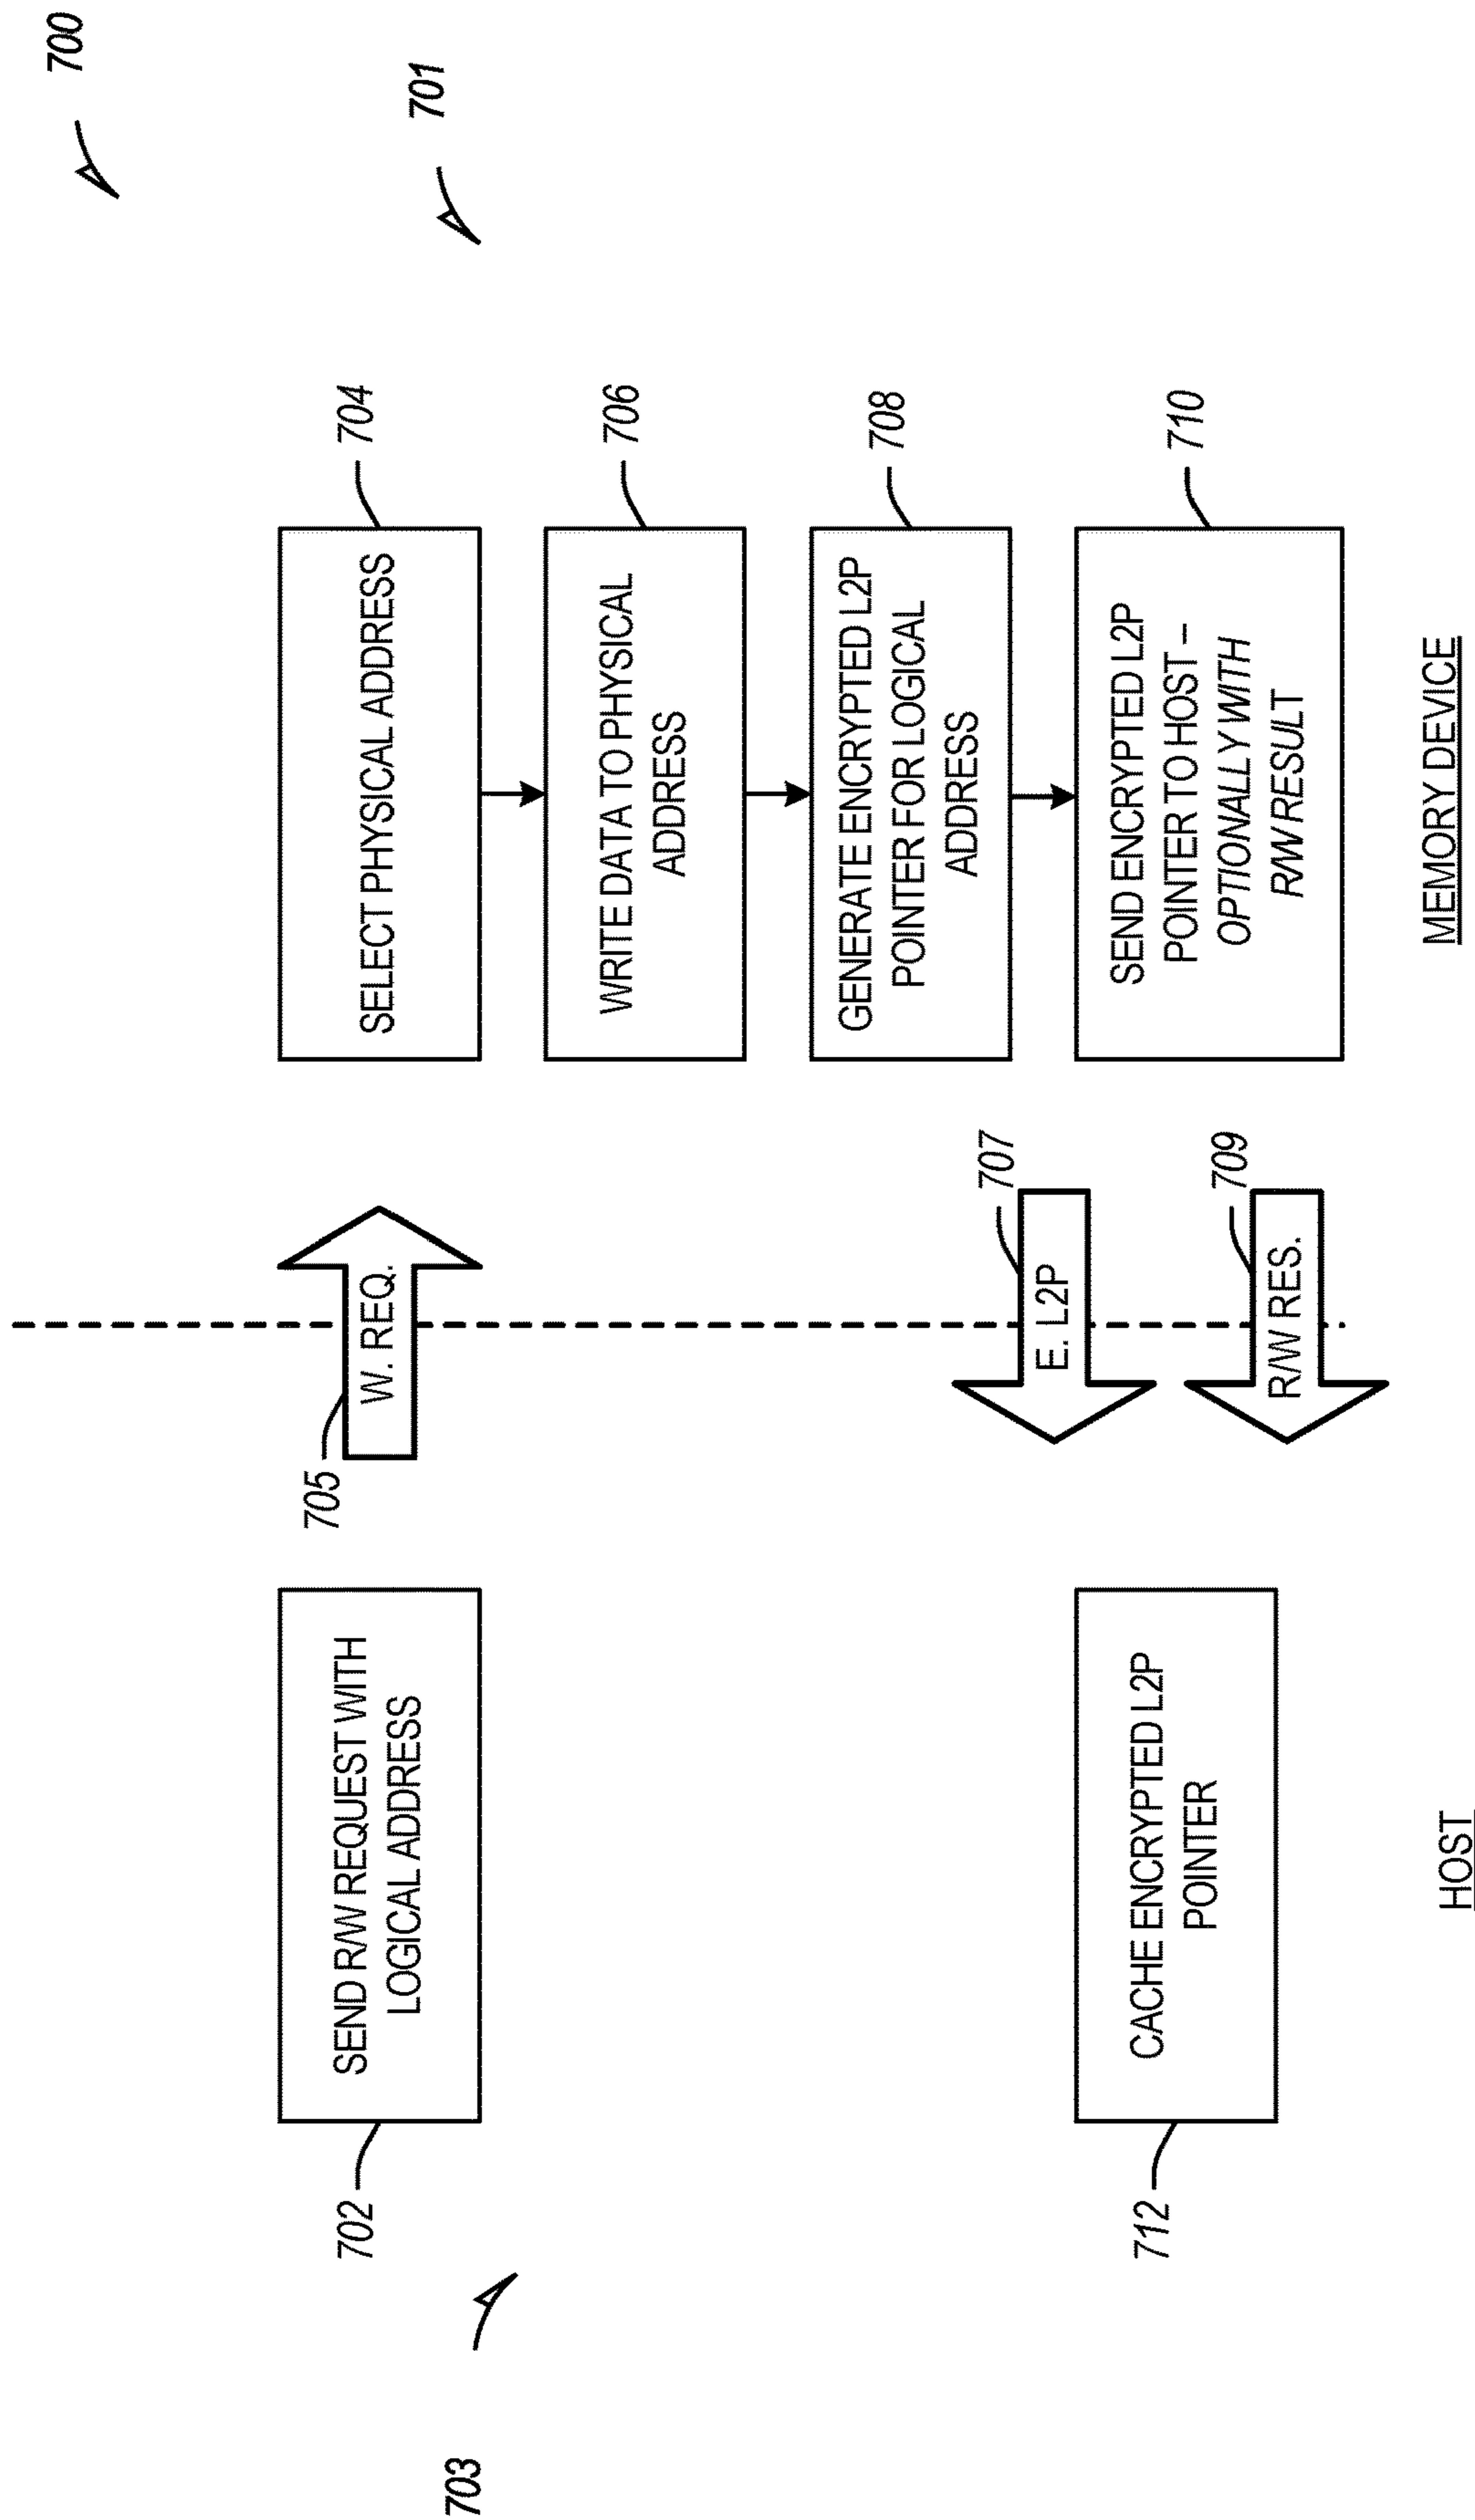 700
701
703
702
SEND R/W REQUEST WITH
LOGICAL ADDRESS
705
W. REQ.
704
SELECT PHYSICAL ADDRESS
706
WRITE DATA TO PHYSICAL
ADDRESS
708
GENERATE ENCRYPTED L2P
POINTER FOR LOGICAL
ADDRESS
707
E. L2P
710
SEND ENCRYPTED L2P
POINTER TO HOST –
OPTIONALLY WITH
R/W RESULT
709
R/W RES.
712
CACHE ENCRYPTED L2P
POINTER
HOST
MEMORY DEVICE